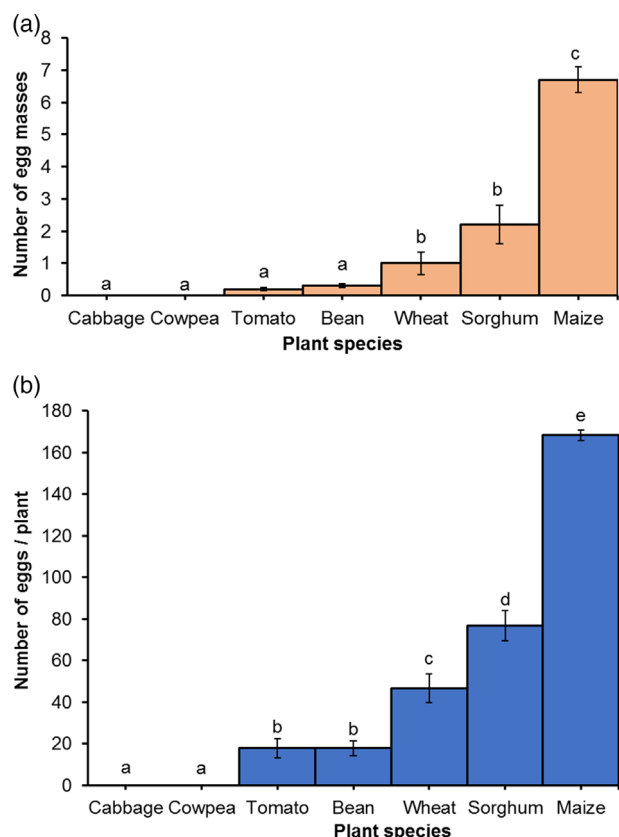 (a)
Number of egg masses
8
7
6
5
4
3
2
1
0
a a a a b b c
Cabbage Cowpea Tomato Bean Wheat Sorghum Maize
Plant species
(b)
Number of eggs / plant
180
160
140
120
100
80
60
40
20
0
a a b b c d e
Cabbage Cowpea Tomato Bean Wheat Sorghum Maize
Plant species